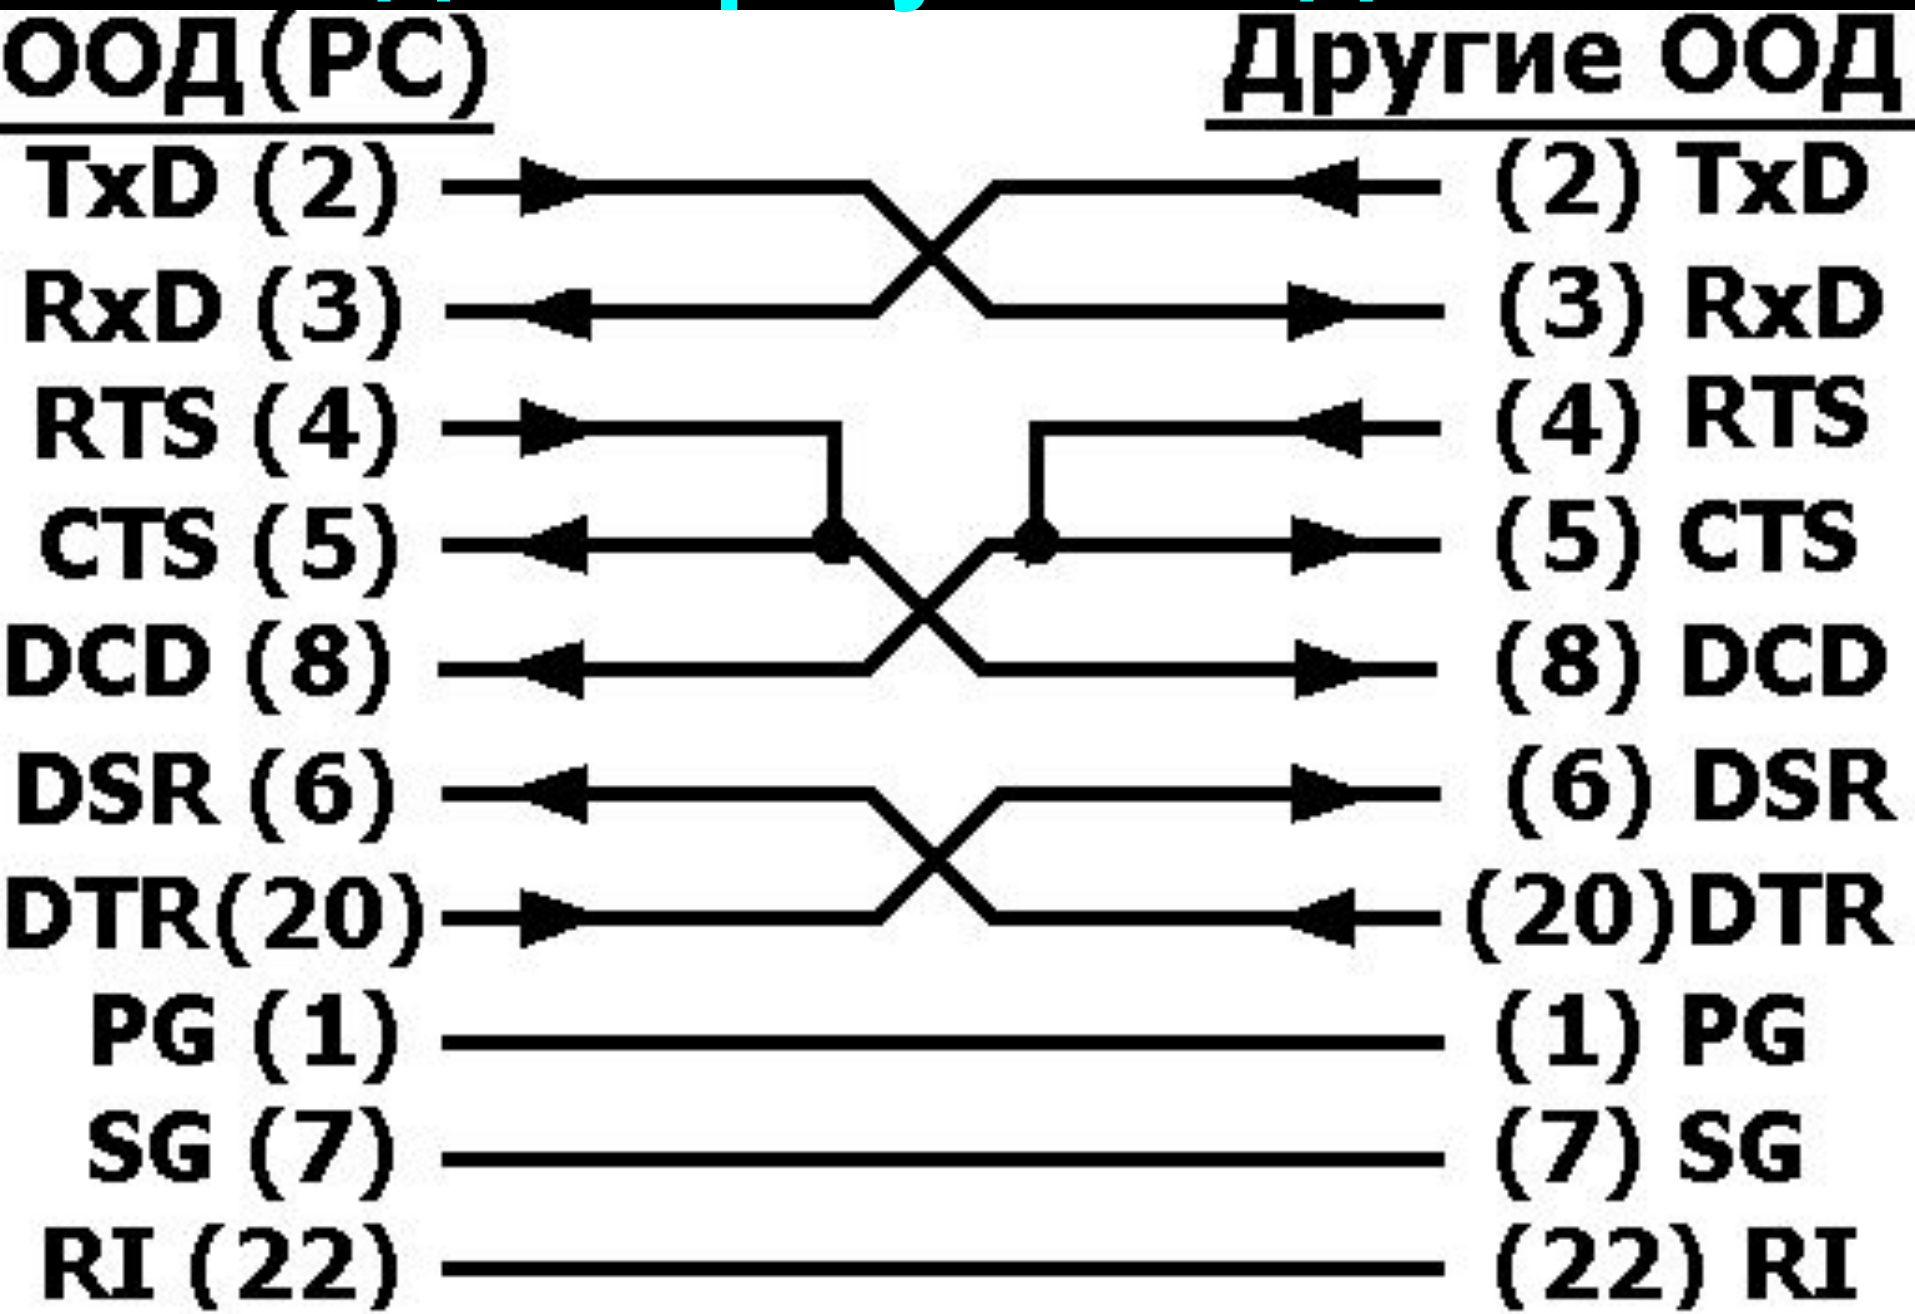 ООД(PC) Другие ООД
TxD (2) (2) TxD
RxD (3) (3) RxD
RTS (4) (4) RTS
CTS (5) (5) CTS
DCD (8) (8) DCD
DSR (6) (6) DSR
DTR(20) (20)DTR
PG (1) (1) PG
SG (7) (7) SG
RI (22) (22) RI